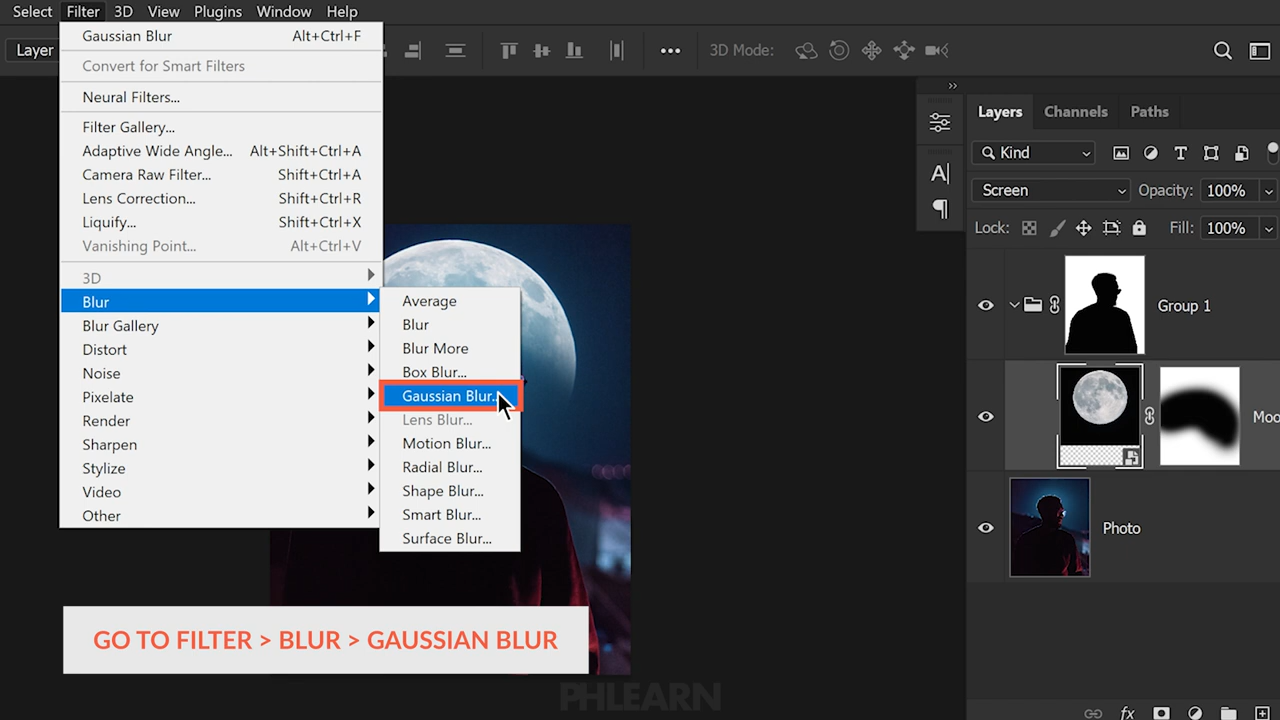 Select Filter 3D View Plugins Window Help
Layer
3D Mode:
Gaussian Blur Alt+Ctrl+F
Convert for Smart Filters
Neural Filters...
Filter Gallery...
Adaptive Wide Angle... Alt+Shift+Ctrl+A
Camera Raw Filter... Shift+Ctrl+A
Lens Correction... Shift+Ctrl+R
Liquify... Shift+Ctrl+X
Vanishing Point... Alt+Ctrl+V
3D
Blur
Blur Gallery
Distort
Noise
Pixelate
Render
Sharpen
Stylize
Video
Other
Average
Blur
Blur More
Box Blur...
Gaussian Blur...
Lens Blur...
Motion Blur...
Radial Blur...
Shape Blur...
Smart Blur...
Surface Blur...
A
Layers Channels Paths
Kind
T
Screen Opacity: 100%
Lock: Fill: 100%
Group 1
Moo
Photo
fx
GO TO FILTER > BLUR > GAUSSIAN BLUR
PHLEARN